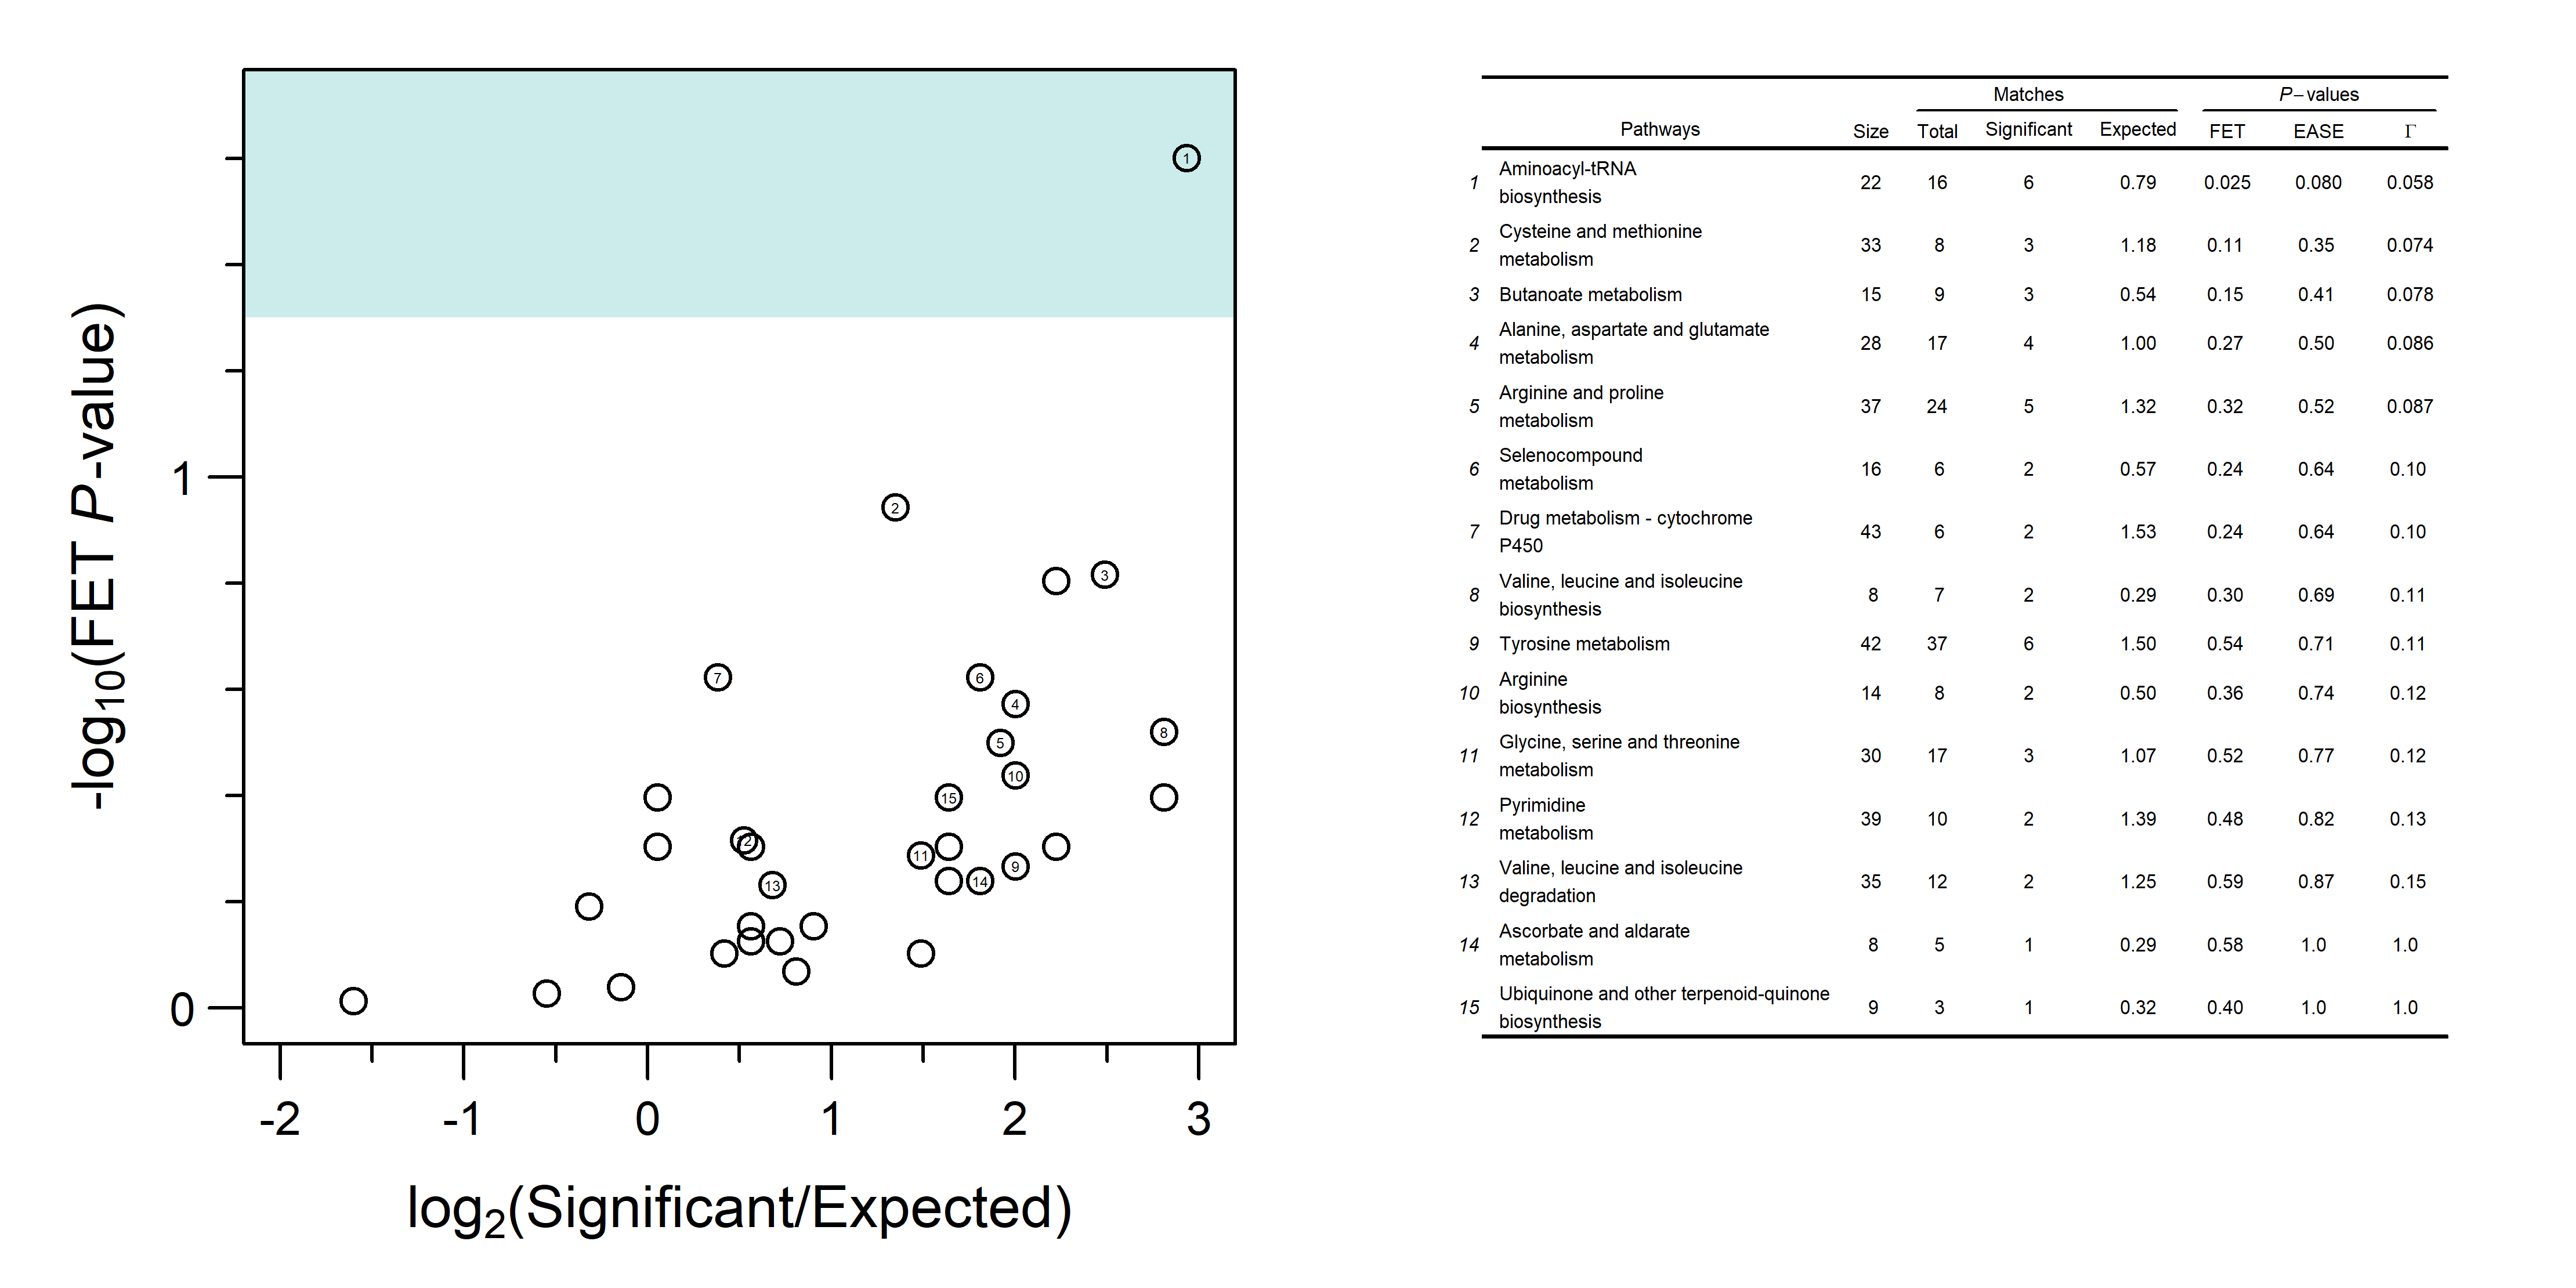 -log10(FET P-value)
1
0
-2 -1 0 1 2 3
log2(Significant/Expected)
1
2
3
7
6
4
8
5
10
15
12
11
9
14
13
Matches P−values
Pathways Size Total Significant Expected FET EASE Γ
1 Aminoacyl-tRNA
biosynthesis 22 16 6 0.79 0.025 0.080 0.058
2 Cysteine and methionine
metabolism 33 8 3 1.18 0.11 0.35 0.074
3 Butanoate metabolism 15 9 3 0.54 0.15 0.41 0.078
4 Alanine, aspartate and glutamate
metabolism 28 17 4 1.00 0.27 0.50 0.086
5 Arginine and proline
metabolism 37 24 5 1.32 0.32 0.52 0.087
6 Selenocompound
metabolism 16 6 2 0.57 0.24 0.64 0.10
7 Drug metabolism - cytochrome
P450 43 6 2 1.53 0.24 0.64 0.10
8 Valine, leucine and isoleucine
biosynthesis 8 7 2 0.29 0.30 0.69 0.11
9 Tyrosine metabolism 42 37 6 1.50 0.54 0.71 0.11
10 Arginine
biosynthesis 14 8 2 0.50 0.36 0.74 0.12
11 Glycine, serine and threonine
metabolism 30 17 3 1.07 0.52 0.77 0.12
12 Pyrimidine
metabolism 39 10 2 1.39 0.48 0.82 0.13
13 Valine, leucine and isoleucine
degradation 35 12 2 1.25 0.59 0.87 0.15
14 Ascorbate and aldarate
metabolism 8 5 1 0.29 0.58 1.0 1.0
15 Ubiquinone and other terpenoid-quinone
biosynthesis 9 3 1 0.32 0.40 1.0 1.0